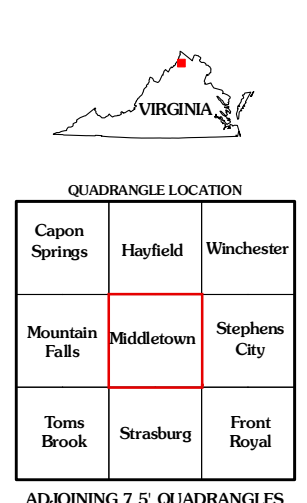 VIRGINIA
QUADRANGLE LOCATION
Capon
Springs
Hayfield
Winchester
Mountain
Falls
Middletown
Stephens
City
Toms
Brook
Strasburg
Front
Royal
ADJOINING 7.5' QUADRANGLES